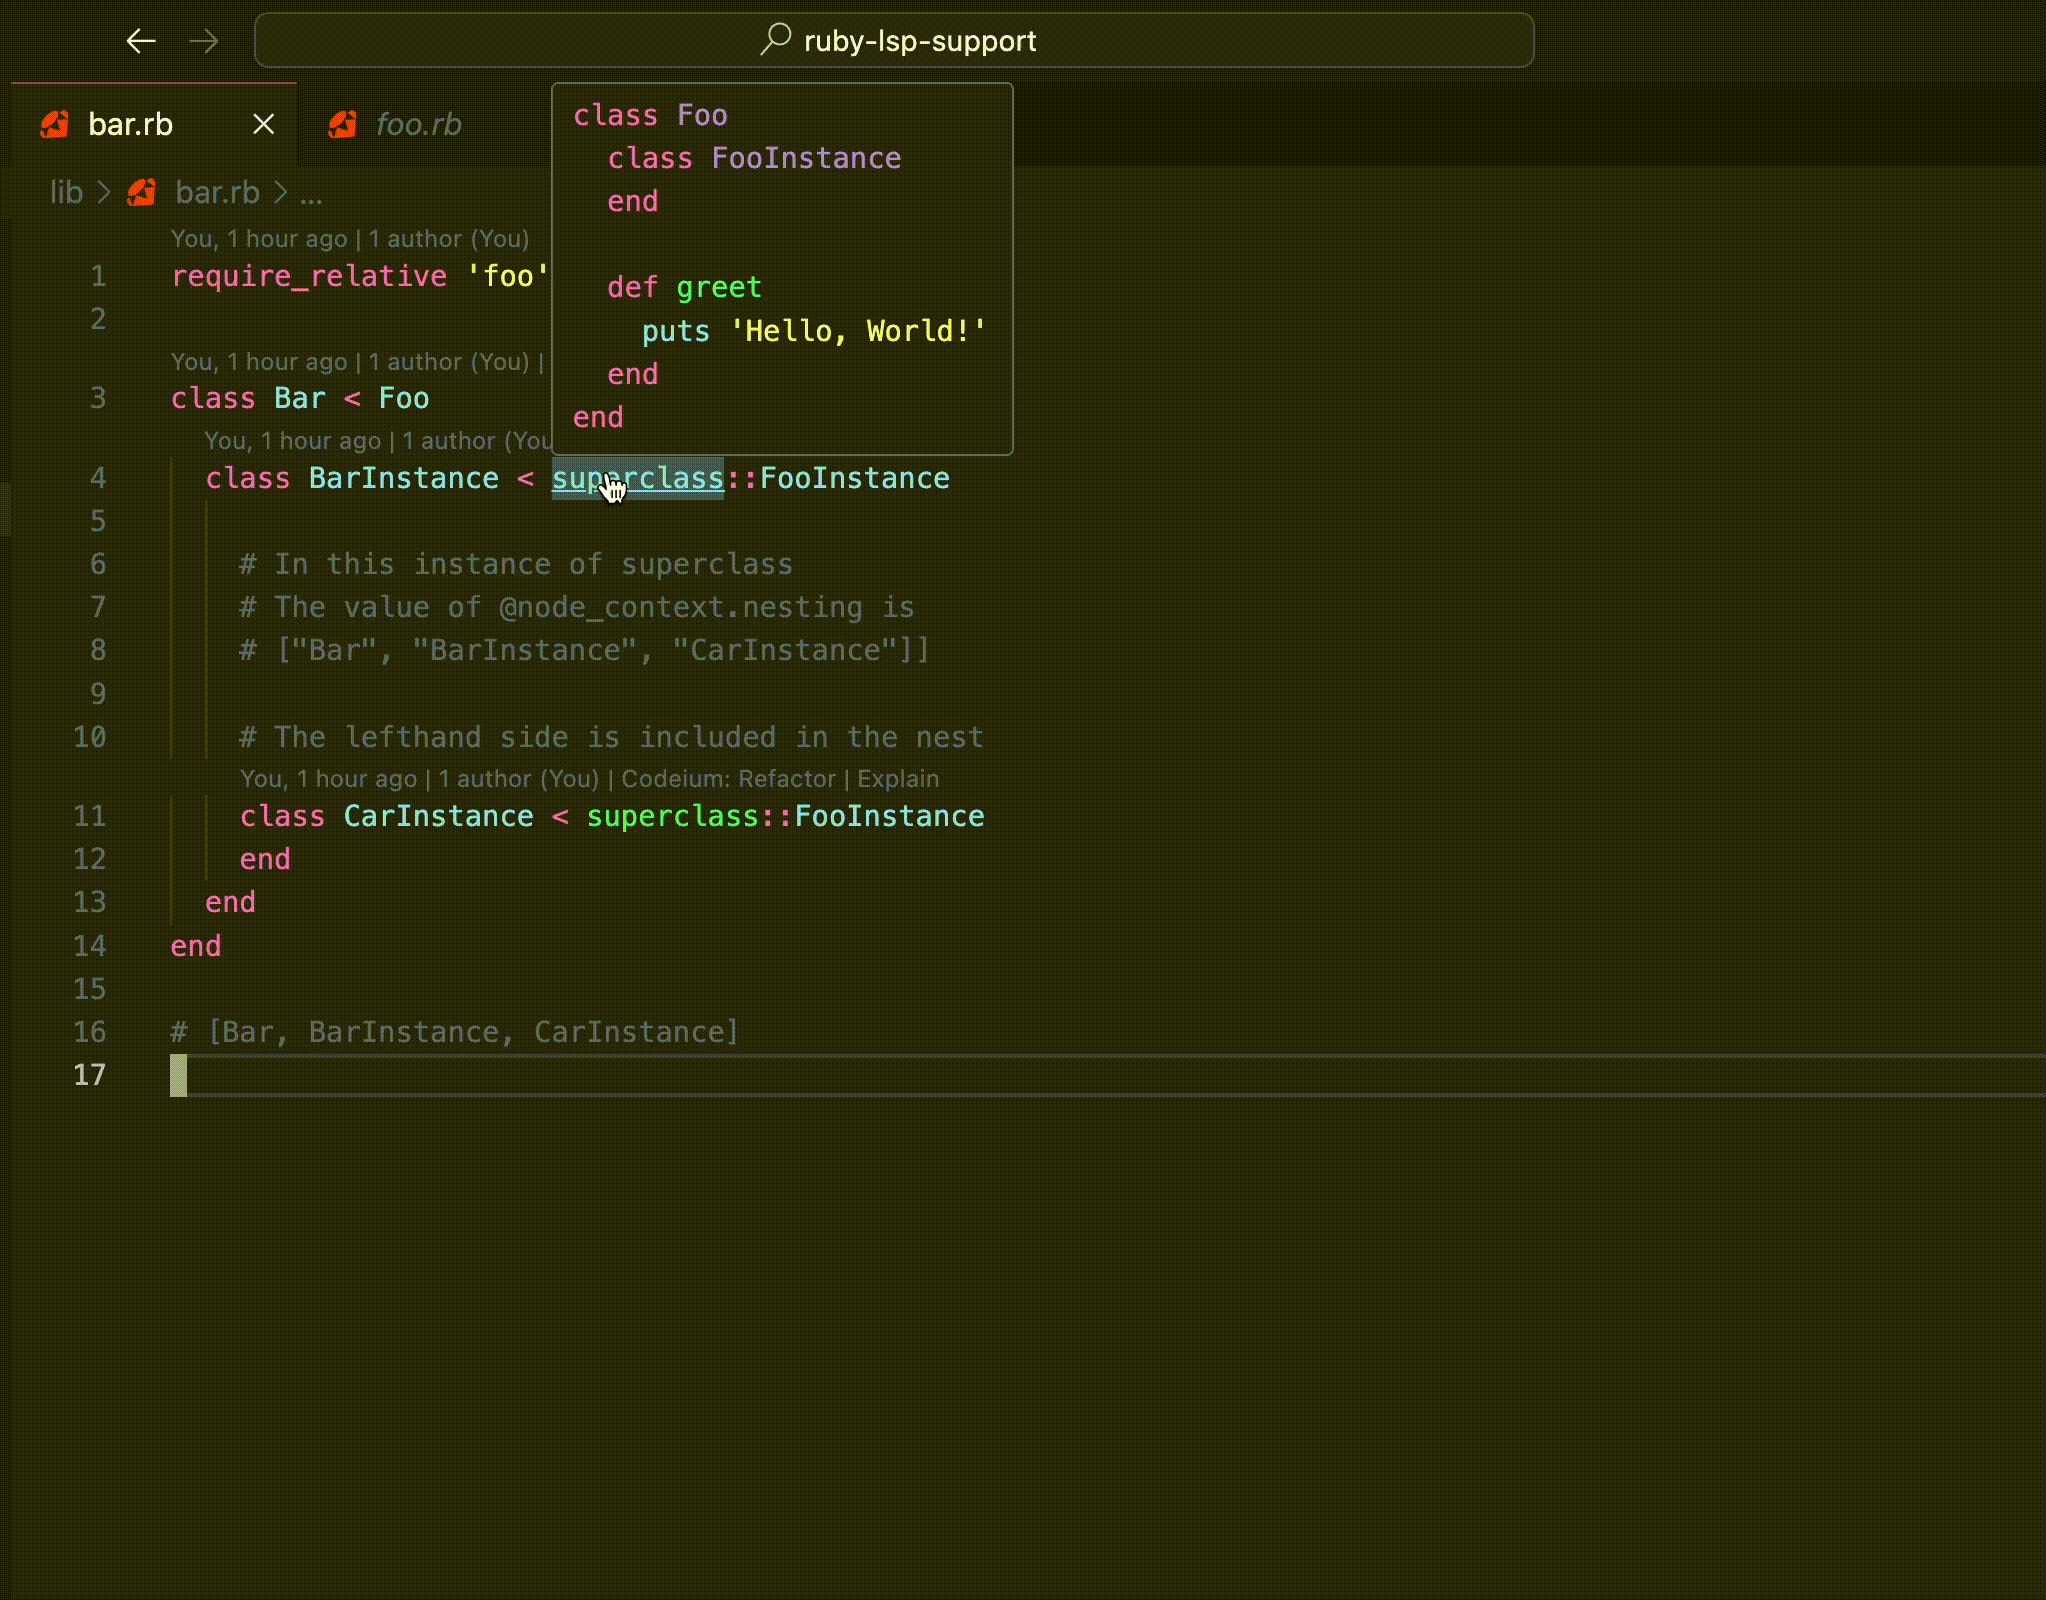 ruby-lsp-support
bar.rb
foo.rb
lib > bar.rb > ...
class Foo
  class FooInstance
  end

  def greet
    puts 'Hello, World!'
  end
end
You, 1 hour ago | 1 author (You)
1 require_relative 'foo'
2
You, 1 hour ago | 1 author (You) |
3 class Bar < Foo
You, 1 hour ago | 1 author (You
4   class BarInstance < superclass::FooInstance
5
6     # In this instance of superclass
7     # The value of @node_context.nesting is
8     # ["Bar", "BarInstance", "CarInstance"]]
9
10     # The lefthand side is included in the nest
You, 1 hour ago | 1 author (You) | Codeium: Refactor | Explain
11     class CarInstance < superclass::FooInstance
12     end
13   end
14 end
15
16 # [Bar, BarInstance, CarInstance]
17